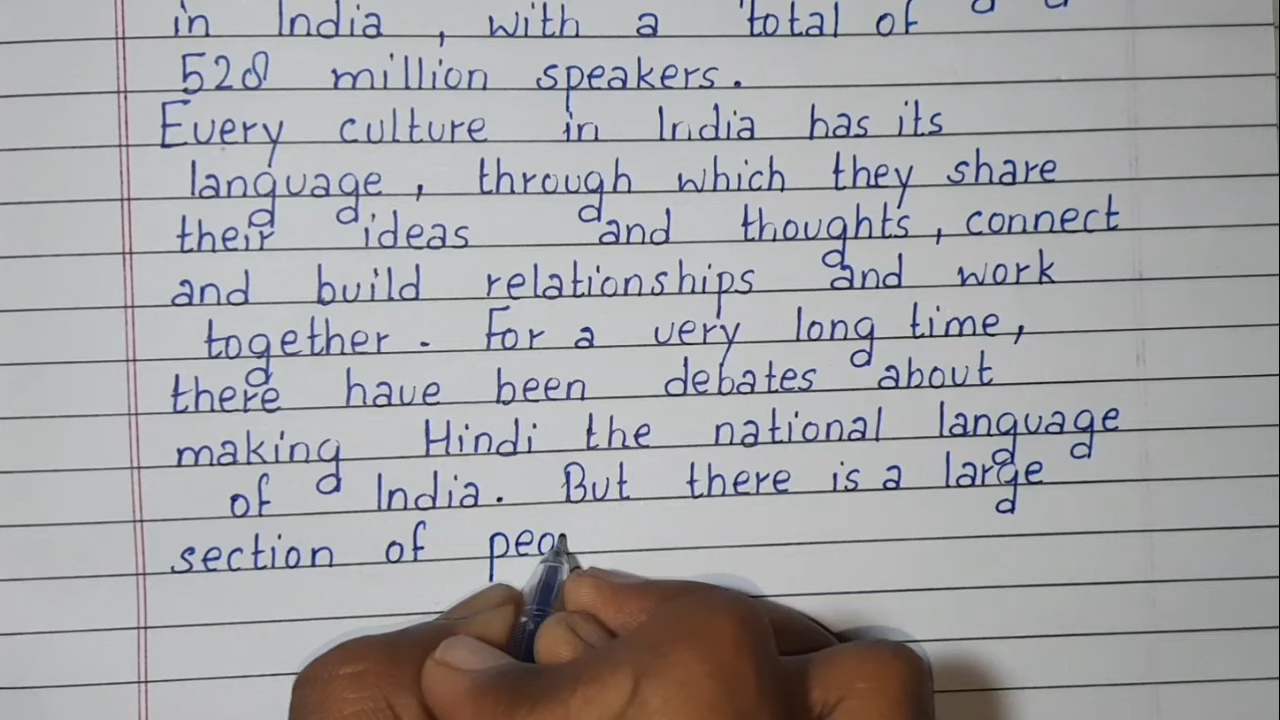 in India, with a total of
528 million speakers.
Every culture in India has its
language, through which they share
their ideas and thoughts, connect
and build relationships and work
together. For a very long time,
there have been debates about
making Hindi the national language
of India. But there is a large
section of peo